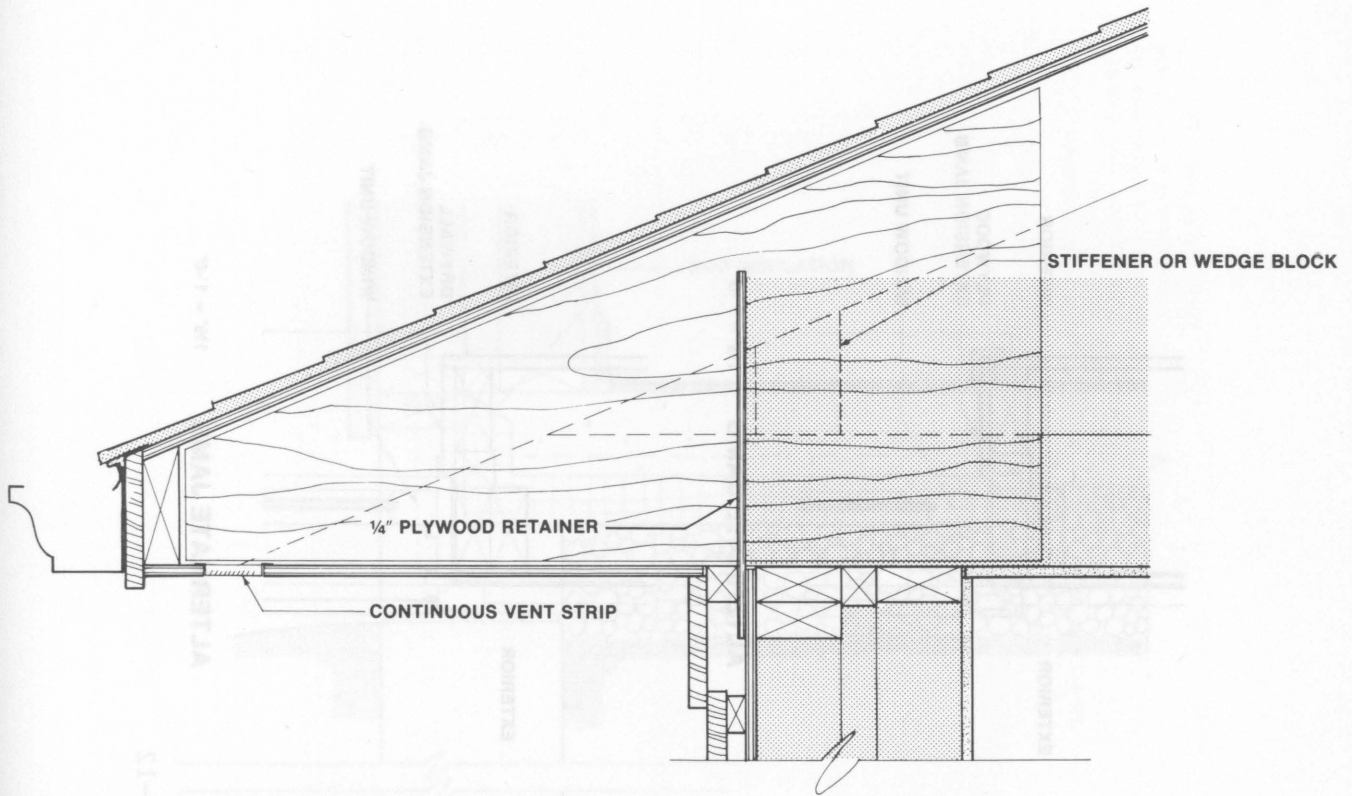 STIFFENER OR WEDGE BLOCK
¼" PLYWOOD RETAINER
CONTINUOUS VENT STRIP